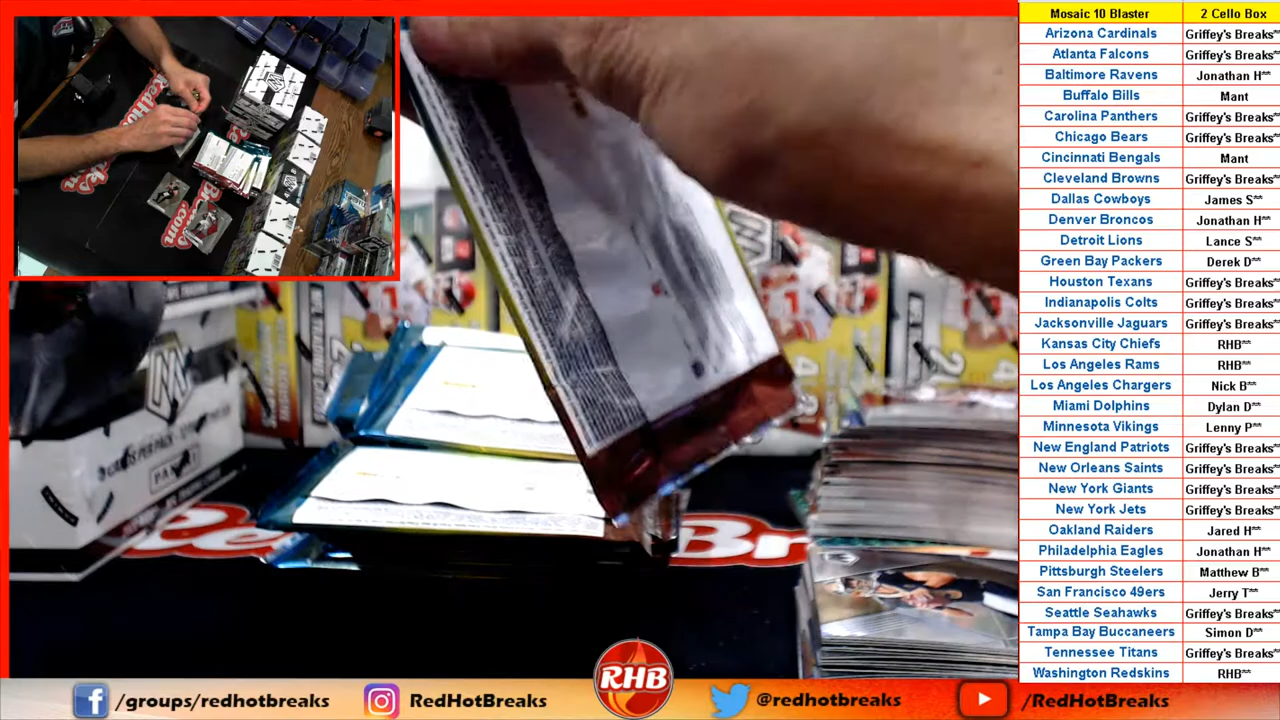 Mosaic 10 Blaster 2 Cello Box
Arizona Cardinals Griffey's Breaks**
Atlanta Falcons Griffey's Breaks**
Baltimore Ravens Jonathan H**
Buffalo Bills Mant
Carolina Panthers Griffey's Breaks**
Chicago Bears Griffey's Breaks**
Cincinnati Bengals Mant
Cleveland Browns Griffey's Breaks**
Dallas Cowboys James S**
Denver Broncos Jonathan H**
Detroit Lions Lance S**
Green Bay Packers Derek D**
Houston Texans Griffey's Breaks**
Indianapolis Colts Griffey's Breaks**
Jacksonville Jaguars Griffey's Breaks**
Kansas City Chiefs RHB**
Los Angeles Rams RHB**
Los Angeles Chargers Nick B**
Miami Dolphins Dylan D**
Minnesota Vikings Lenny P**
New England Patriots Griffey's Breaks**
New Orleans Saints Griffey's Breaks**
New York Giants Griffey's Breaks**
New York Jets Griffey's Breaks**
Oakland Raiders Jared H**
Philadelphia Eagles Jonathan H**
Pittsburgh Steelers Matthew B**
San Francisco 49ers Jerry T**
Seattle Seahawks Griffey's Breaks**
Tampa Bay Buccaneers Simon D**
Tennessee Titans Griffey's Breaks**
Washington Redskins RHB**
PANINI
RHB
/groups/redhotbreaks
RedHotBreaks
@redhotbreaks
/RedHotBreaks